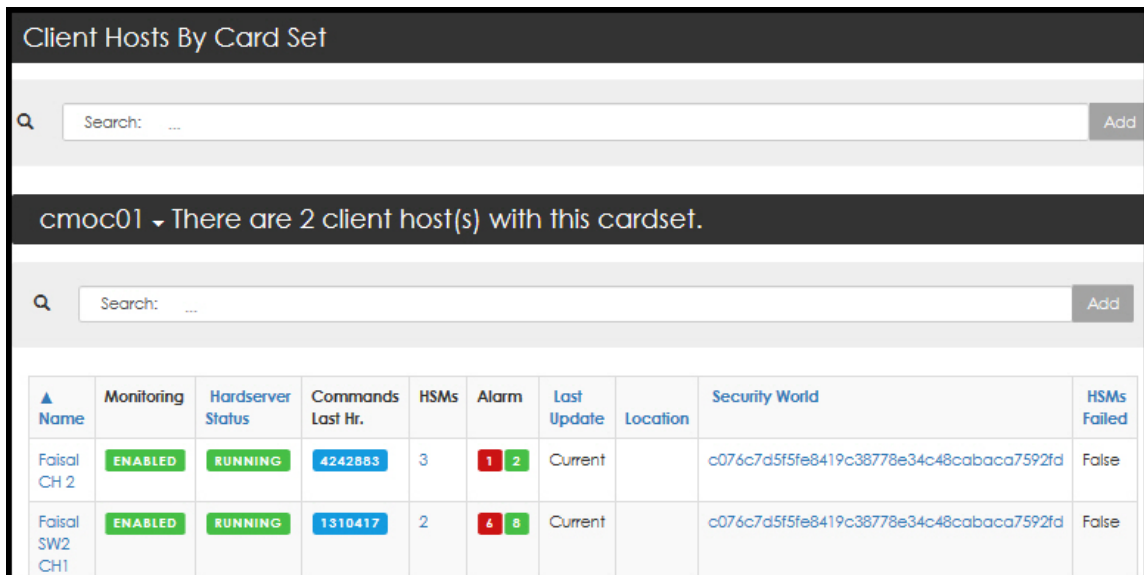 Client Hosts By Card Set
Search: ...
Add
cmoc01 There are 2 client host(s) with this cardset.
Search: ...
Add
▲ Name Monitoring Hardserver Status Commands Last Hr. HSMs Alarm Last Update Location Security World HSMs Failed
Faisal CH 2 ENABLED RUNNING 4242883 3 1 2 Current c076c7d5f5fe8419c38778e34c48cabaca7592fd False
Faisal SW2 CH1 ENABLED RUNNING 1310417 2 6 8 Current c076c7d5f5fe8419c38778e34c48cabaca7592fd False